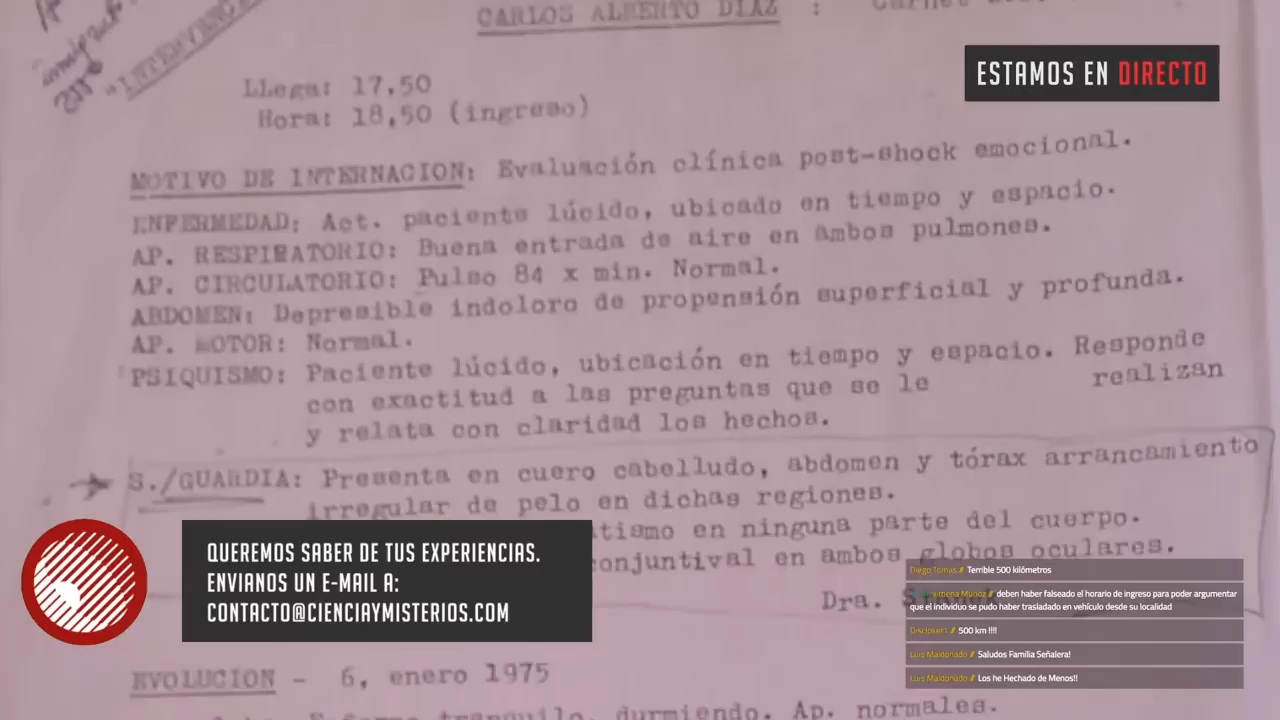 CARLOS ALBERTO DIAZ :
"INTERVINO
Llega: 17,50
Hora: 18,50 (ingreso)
MOTIVO DE INTERNACION: Evaluación clínica post-shock emocional.
ENFERMEDAD: Act. paciente lúcido, ubicado en tiempo y espacio.
AP. RESPIRATORIO: Buena entrada de aire en ambos pulmones.
AP. CIRCULATORIO: Pulso 84 x min. Normal.
ABDOMEN: Depresible indoloro de propensión superficial y profunda.
AP. MOTOR: Normal.
PSIQUISMO: Paciente lúcido, ubicación en tiempo y espacio. Responde
con exactitud a las preguntas que se le realizan
y relata con claridad los hechos.
S./GUARDIA: Presenta en cuero cabelludo, abdomen y tórax arrancamiento
irregular de pelo en dichas regiones.
tismo en ninguna parte del cuerpo.
conjuntival en ambos globos oculares.
Dra.
EVOLUCION - 6, enero 1975
tranquilo, durmiendo. Ap. normales.
ESTAMOS EN DIRECTO
QUEREMOS SABER DE TUS EXPERIENCIAS.
ENVIANOS UN E-MAIL A:
CONTACTO@CIENCIAYMISTERIOS.COM
Diego Tomas // Terrible 500 kilómetros
ximena Muñoz // deben haber falseado el horario de ingreso para poder argumentar
que el individuo se pudo haber trasladado en vehículo desde su localidad
Discloser1 // 500 km !!!!
Luis Maldonado // Saludos Familia Señalera!
Luis Maldonado // Los he Hechado de Menos!!